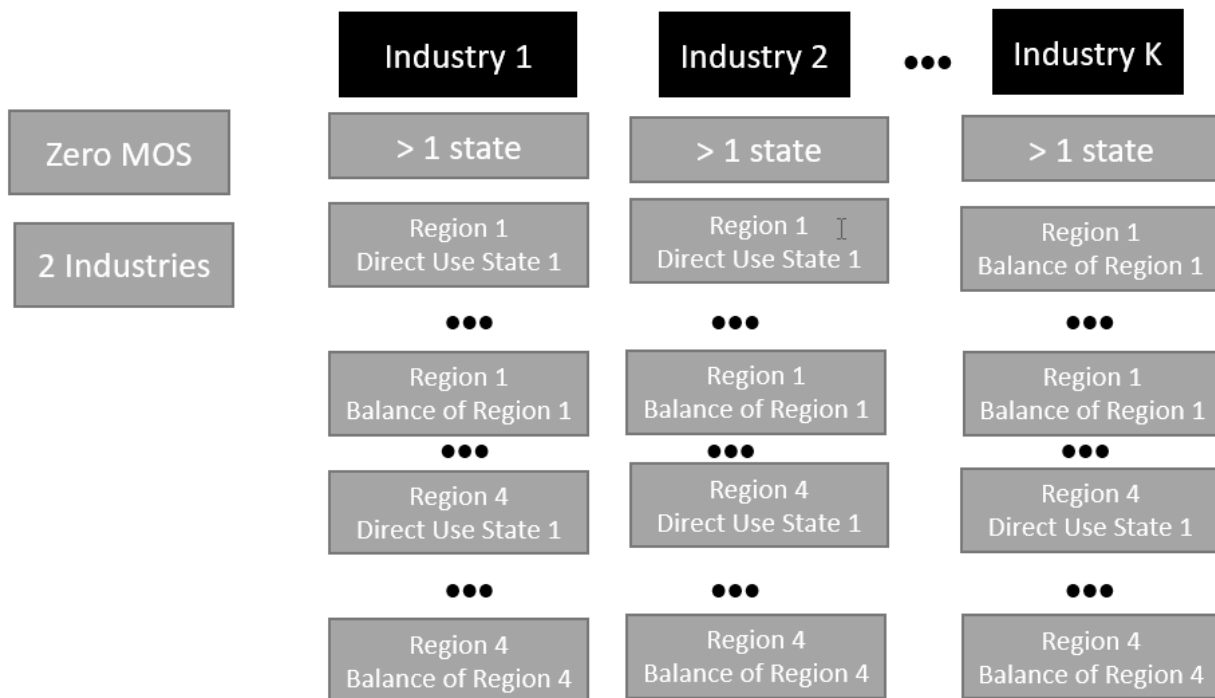 Industry 1
Industry 2
•••
Industry K
Zero MOS
2 Industries
> 1 state
> 1 state
> 1 state
Region 1
Direct Use State 1
Region 1
Direct Use State 1
Region 1
Balance of Region 1
•••
•••
•••
Region 1
Balance of Region 1
Region 1
Balance of Region 1
Region 1
Balance of Region 1
•••
•••
•••
Region 4
Direct Use State 1
Region 4
Direct Use State 1
Region 4
Direct Use State 1
•••
•••
•••
Region 4
Balance of Region 4
Region 4
Balance of Region 4
Region 4
Balance of Region 4